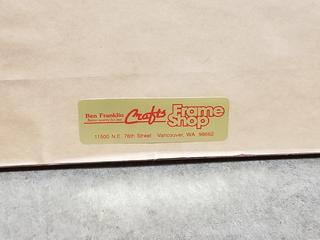 Ben Franklin Crafts Frame Shop
11500 N.E. 76th Street Vancouver, WA 98662